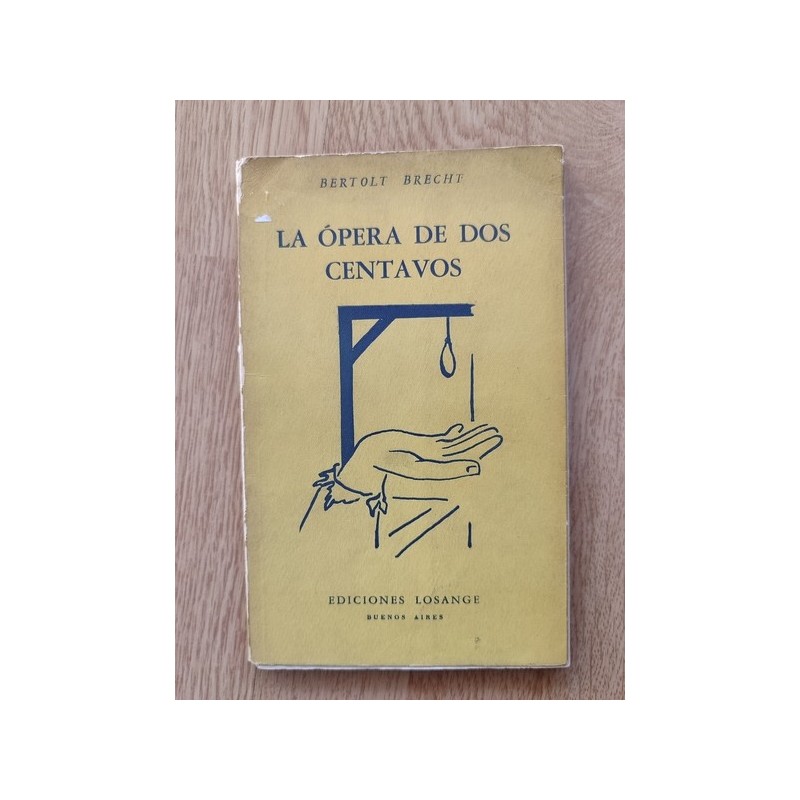 BERTOLT BRECHT
LA ÓPERA DE DOS
CENTAVOS
EDICIONES LOSANGE
BUENOS AIRES